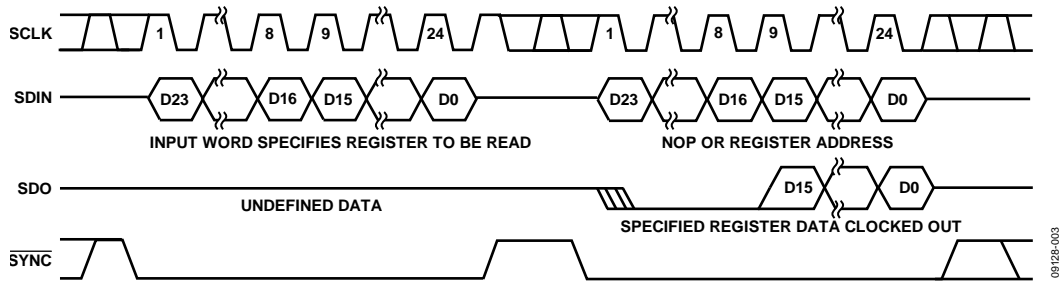 SCLK 1 8 9 24 1 8 9 24
SDIN D23 D16 D15 D0 D23 D16 D15 D0
INPUT WORD SPECIFIES REGISTER TO BE READ NOP OR REGISTER ADDRESS
SDO D15 D0
UNDEFINED DATA
SPECIFIED REGISTER DATA CLOCKED OUT
SYNC
09128-003